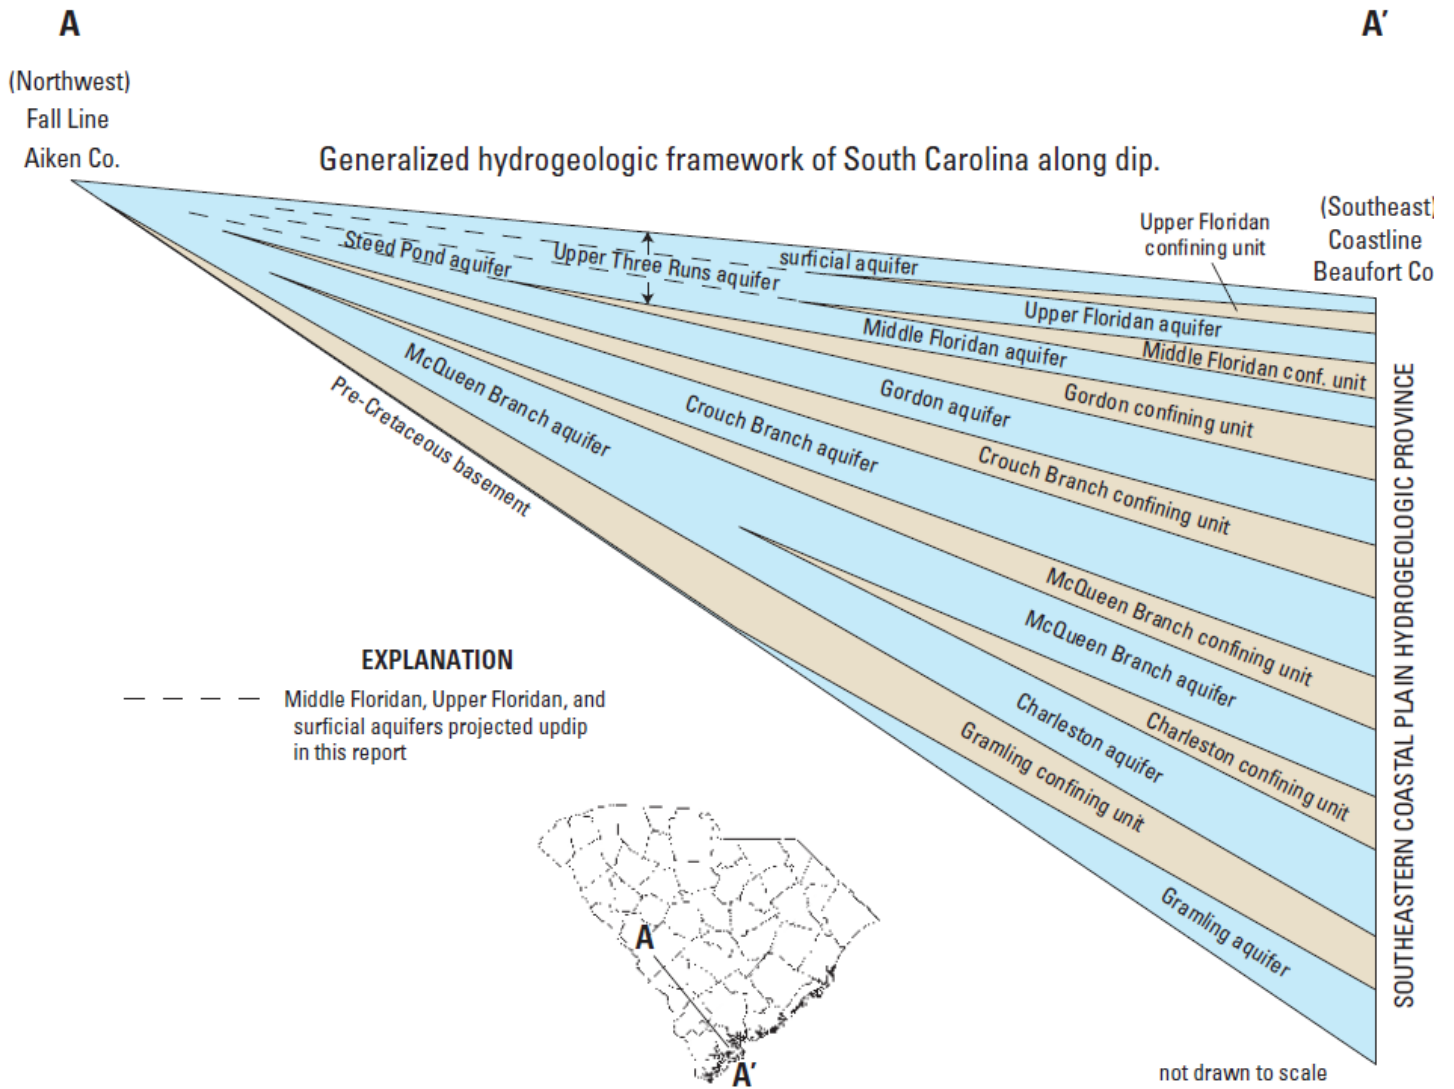 A
A′
(Northwest)
Fall Line
Aiken Co.
Generalized hydrogeologic framework of South Carolina along dip.
(Southeast)
Coastline
Beaufort Co
Upper Floridan
confining unit
surficial aquifer
Steed Pond aquifer
Upper Three Runs aquifer
Upper Floridan aquifer
Middle Floridan conf. unit
Middle Floridan aquifer
Gordon confining unit
Gordon aquifer
Crouch Branch confining unit
Crouch Branch aquifer
McQueen Branch aquifer
Pre-Cretaceous basement
McQueen Branch confining unit
McQueen Branch aquifer
Charleston confining unit
Charleston aquifer
Gramling confining unit
Gramling aquifer
SOUTHEASTERN COASTAL PLAIN HYDROGEOLOGIC PROVINCE
EXPLANATION
Middle Floridan, Upper Floridan, and
surficial aquifers projected updip
in this report
A
A′
not drawn to scale